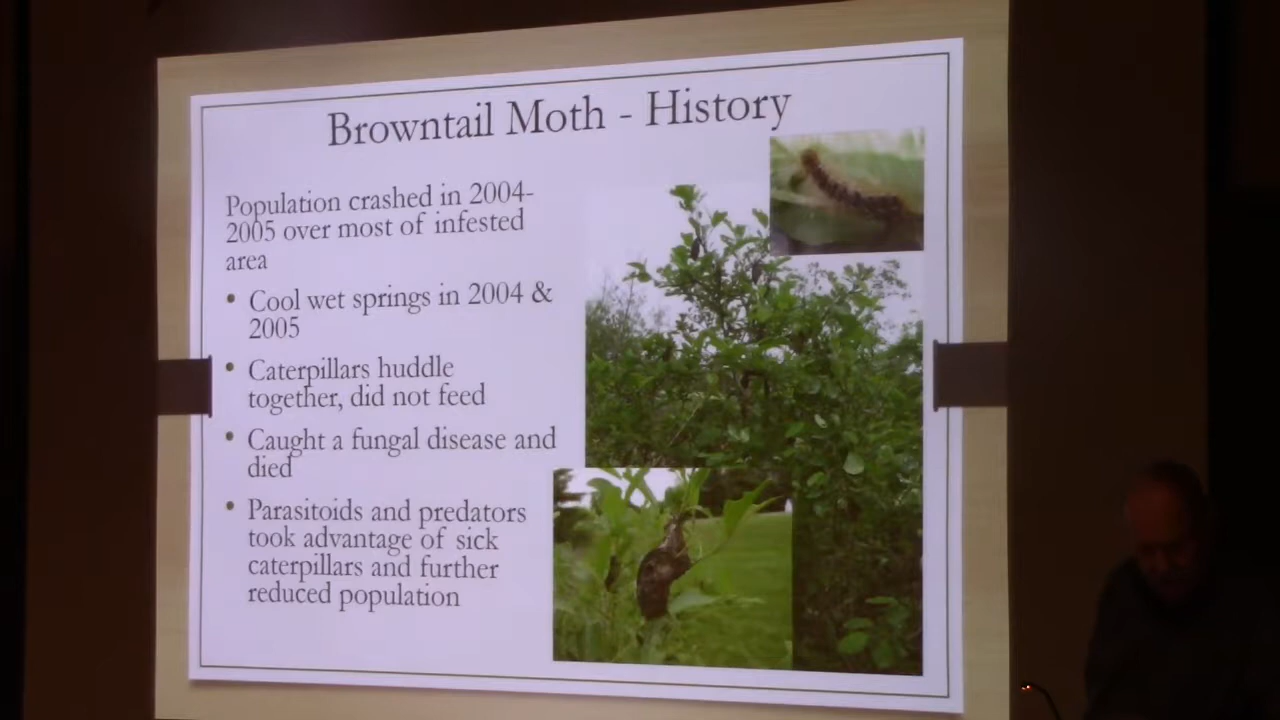 Browntail Moth - History
Population crashed in 2004-
2005 over most of infested
area
• Cool wet springs in 2004 &
2005
• Caterpillars huddle
together, did not feed
• Caught a fungal disease and
died
• Parasitoids and predators
took advantage of sick
caterpillars and further
reduced population